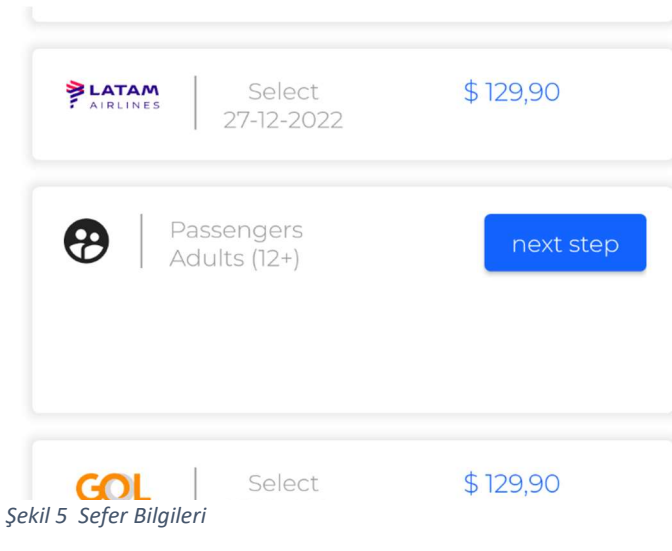 LATAM
AIRLINES
Select
27-12-2022
$ 129,90
Passengers
Adults (12+)
next step
GOL
Select
$ 129,90
Şekil 5 Sefer Bilgileri